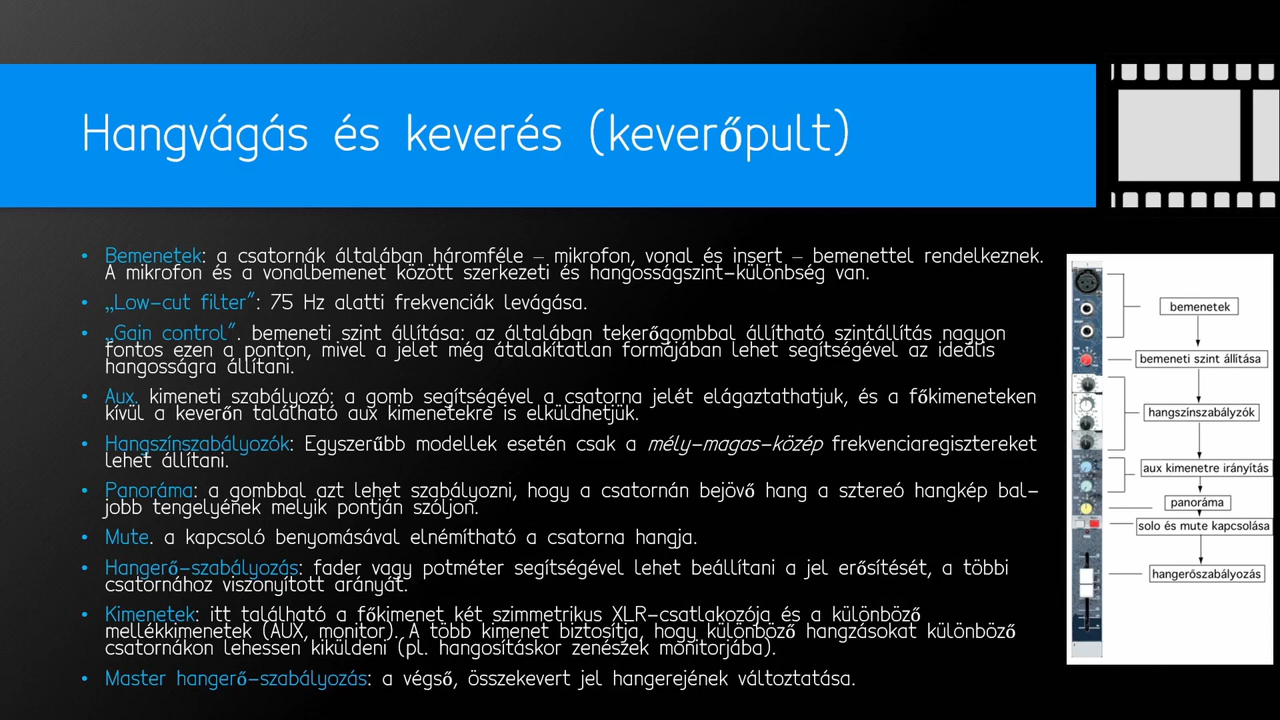 Hangvágás és keverés (keverőpult)
• Bemenetek: a csatornák általában háromféle – mikrofon, vonal és insert – bemenettel rendelkeznek.
A mikrofon és a vonalbemenet között szerkezeti és hangosságszint-különbség van.
• „Low-cut filter”: 75 Hz alatti frekvenciák levágása.
• „Gain control”. bemeneti szint állítása: az általában tekerőgombbal állítható szintállítás nagyon
fontos ezen a ponton, mivel a jelet még átalakítatlan formájában lehet segítségével az ideális
hangosságra állítani.
• Aux. kimeneti szabályozó: a gomb segítségével a csatorna jelét elágaztathatjuk, és a főkimeneteken
kívül a keverőn található aux kimenetekre is elküldhetjük.
• Hangszínszabályozók: Egyszerűbb modellek esetén csak a mély-magas-közép frekvenciaregisztereket
lehet állítani.
• Panoráma: a gombbal azt lehet szabályozni, hogy a csatornán bejövő hang a sztereó hangkép bal-
jobb tengelyének melyik pontján szóljon.
• Mute. a kapcsoló benyomásával elnémítható a csatorna hangja.
• Hangerő-szabályozás: fader vagy potméter segítségével lehet beállítani a jel erősítését, a többi
csatornához viszonyított arányát.
• Kimenetek: itt található a főkimenet két szimmetrikus XLR-csatlakozója és a különböző
mellékkimenetek (AUX, monitor). A több kimenet biztosítja, hogy különböző hangzásokat különböző
csatornákon lehessen kiküldeni (pl. hangosításkor zenészek monitorjába).
• Master hangerő-szabályozás: a végső, összekevert jel hangerejének változtatása.
bemenetek
bemeneti szint állítása
hangszínszabályzók
aux kimenetre irányítás
panoráma
solo és mute kapcsolása
hangerőszabályozás